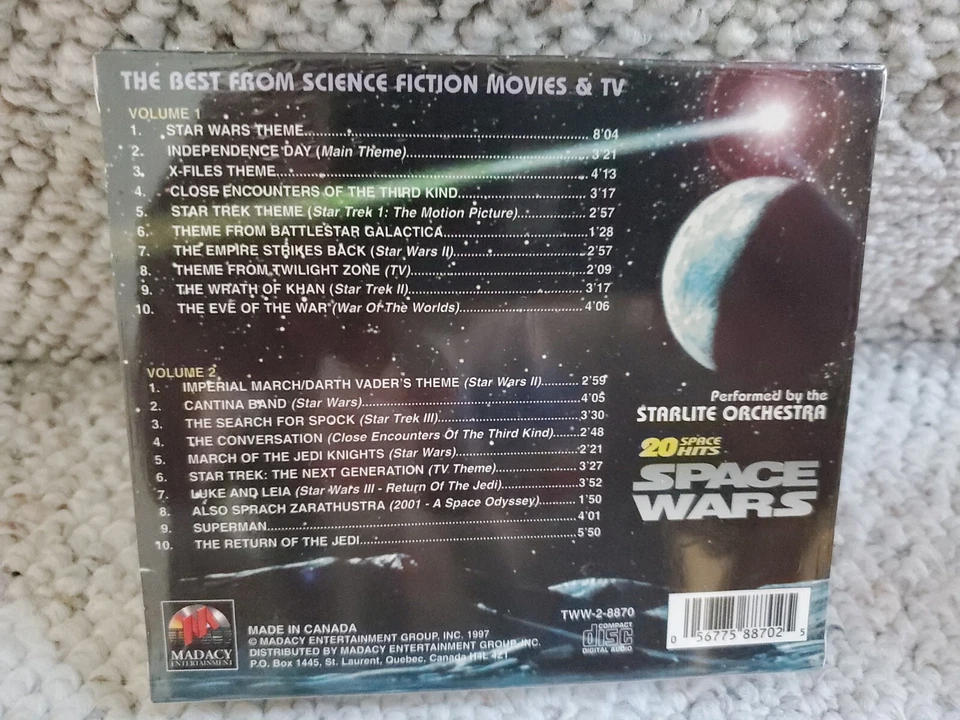 THE BEST FROM SCIENCE FICTION MOVIES & TV
VOLUME 1
1. STAR WARS THEME 8'04
2. INDEPENDENCE DAY (Main Theme) 3'21
3. X-FILES THEME 4'13
4. CLOSE ENCOUNTERS OF THE THIRD KIND 3'17
5. STAR TREK THEME (Star Trek 1: The Motion Picture) 2'57
6. THEME FROM BATTLESTAR GALACTICA 1'28
7. THE EMPIRE STRIKES BACK (Star Wars II) 2'57
8. THEME FROM TWILIGHT ZONE (TV) 2'09
9. THE WRATH OF KHAN (Star Trek II) 3'17
10. THE EVE OF THE WAR (War Of The Worlds) 4'06
VOLUME 2
1. IMPERIAL MARCH/DARTH VADER'S THEME (Star Wars II) 2'59
2. CANTINA BAND (Star Wars) 4'05
3. THE SEARCH FOR SPOCK (Star Trek III) 3'30
4. THE CONVERSATION (Close Encounters Of The Third Kind) 2'48
5. MARCH OF THE JEDI KNIGHTS (Star Wars) 2'21
6. STAR TREK: THE NEXT GENERATION (TV Theme) 3'27
7. LUKE AND LEIA (Star Wars III - Return Of The Jedi) 3'52
8. ALSO SPRACH ZARATHUSTRA (2001 - A Space Odyssey) 1'50
9. SUPERMAN 4'01
10. THE RETURN OF THE JEDI 5'50
Performed by the
STARLITE ORCHESTRA
20 SPACE HITS
SPACE
WARS
MADACY
ENTERTAINMENT
MADE IN CANADA
© MADACY ENTERTAINMENT GROUP, INC. 1997
DISTRIBUTED BY MADACY ENTERTAINMENT GROUP, INC.
P.O. Box 1445, St. Laurent, Quebec, Canada H4L 4Z1
TWW-2-8870
COMPACT
disc
DIGITAL AUDIO
0 56775 88702 5